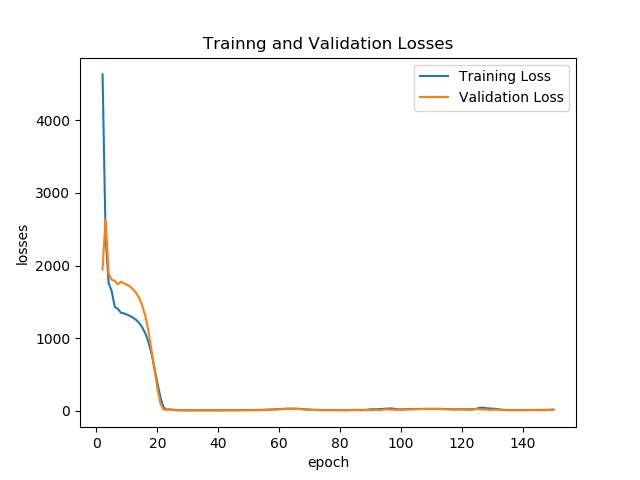 Trainng and Validation Losses
Training Loss
Validation Loss
losses
4000
3000
2000
1000
0
0 20 40 60 80 100 120 140
epoch